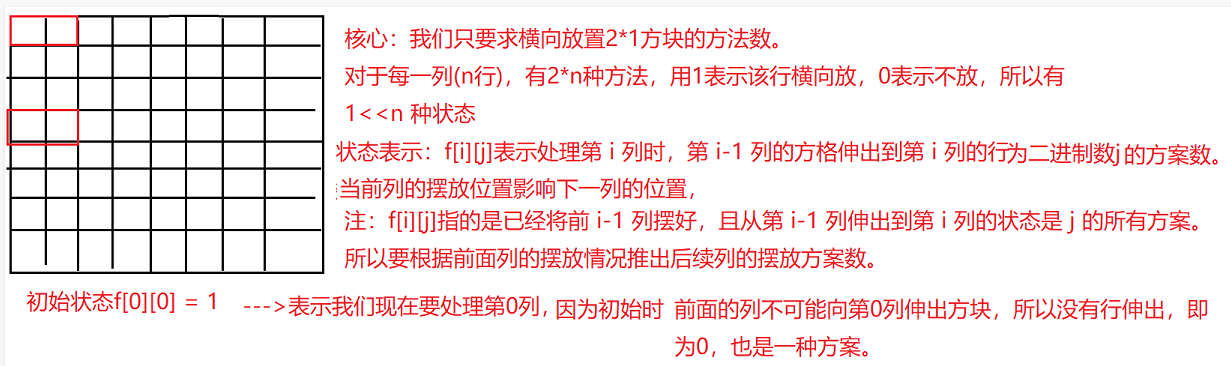 核心：我们只要求横向放置2*1方块的方法数。
对于每一列(n行)，有2*n种方法，用1表示该行横向放，0表示不放，所以有
1<<n 种状态
状态表示：f[i][j]表示处理第 i 列时，第 i-1 列的方格伸出到第 i 列的行为二进制数j的方案数。
当前列的摆放位置影响下一列的位置，
注：f[i][j]指的是已经将前 i-1 列摆好，且从第 i-1 列伸出到第 i 列的状态是 j 的所有方案。
所以要根据前面列的摆放情况推出后续列的摆放方案数。
初始状态f[0][0] = 1 --->表示我们现在要处理第0列，因为初始时 前面的列不可能向第0列伸出方块，所以没有行伸出，即
为0，也是一种方案。